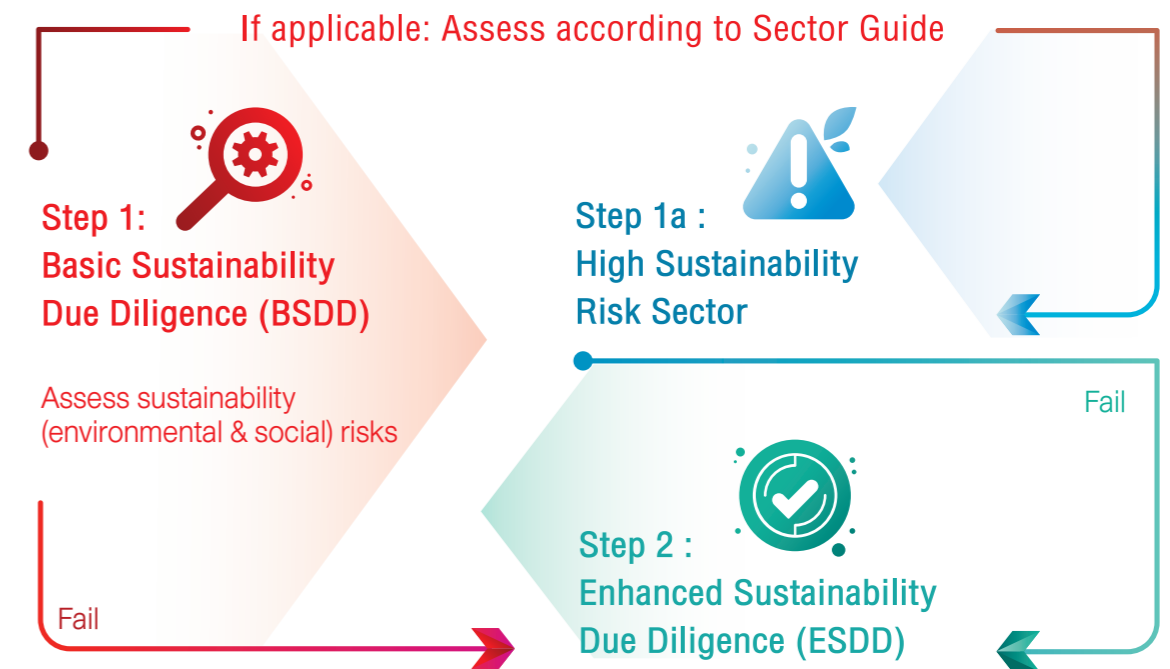 If applicable: Assess according to Sector Guide
Step 1:
Basic Sustainability
Due Diligence (BSDD)
Assess sustainability
(environmental & social) risks
Fail
Step 1a :
High Sustainability
Risk Sector
Fail
Step 2 :
Enhanced Sustainability
Due Diligence (ESDD)